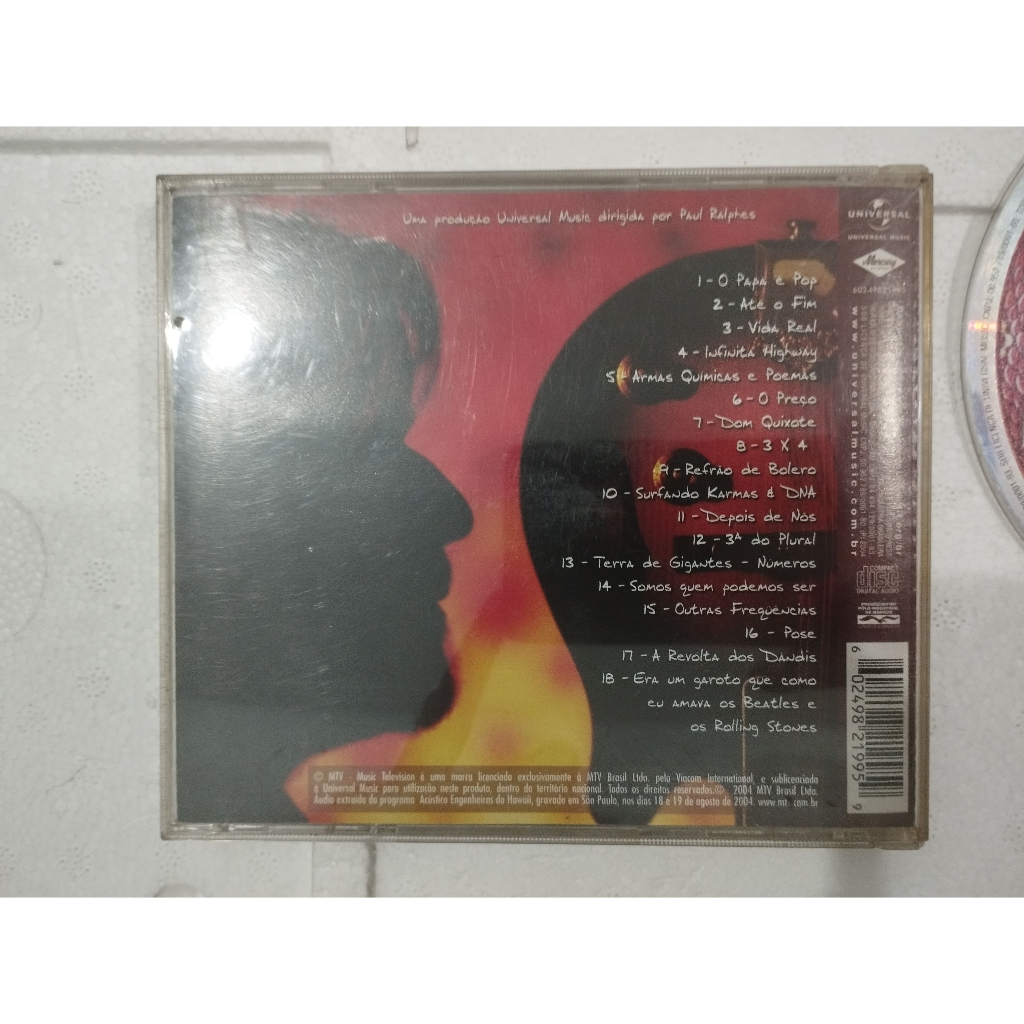 Uma produção Universal Music dirigida por Paul Ralphes
1 - O Papa é Pop
2 - Até o Fim
3 - Vida Real
4 - Infinita Highway
5 - Armas Químicas e Poemas
6 - O Preço
7 - Dom Quixote
8 - 3 X 4
9 - Refrão de Bolero
10 - Surfando Karmas & DNA
11 - Depois de Nós
12 - 3ª do Plural
13 - Terra de Gigantes - Números
14 - Somos quem podemos ser
15 - Outras Freqüências
16 - Pose
17 - A Revolta dos Dândis
18 - Era um garoto que como
eu amava os Beatles e
os Rolling Stones
© MTV - Music Television é uma marca licenciada exclusivamente à MTV Brasil Ltda. pela Viacom International, e sublicenciada
à Universal Music para utilização neste produto, dentro do território nacional. Todos os direitos reservados.© 2004 MTV Brasil Ltda.
Áudio extraído do programa Acústico Engenheiros do Hawaii, gravado em São Paulo, nos dias 18 e 19 de agosto de 2004. www.mtv.com.br
UNIVERSAL
UNIVERSAL MUSIC
Mercury
www.universalmusic.com.br
COMPACT
disc
DIGITAL AUDIO
6 02498 21995 9